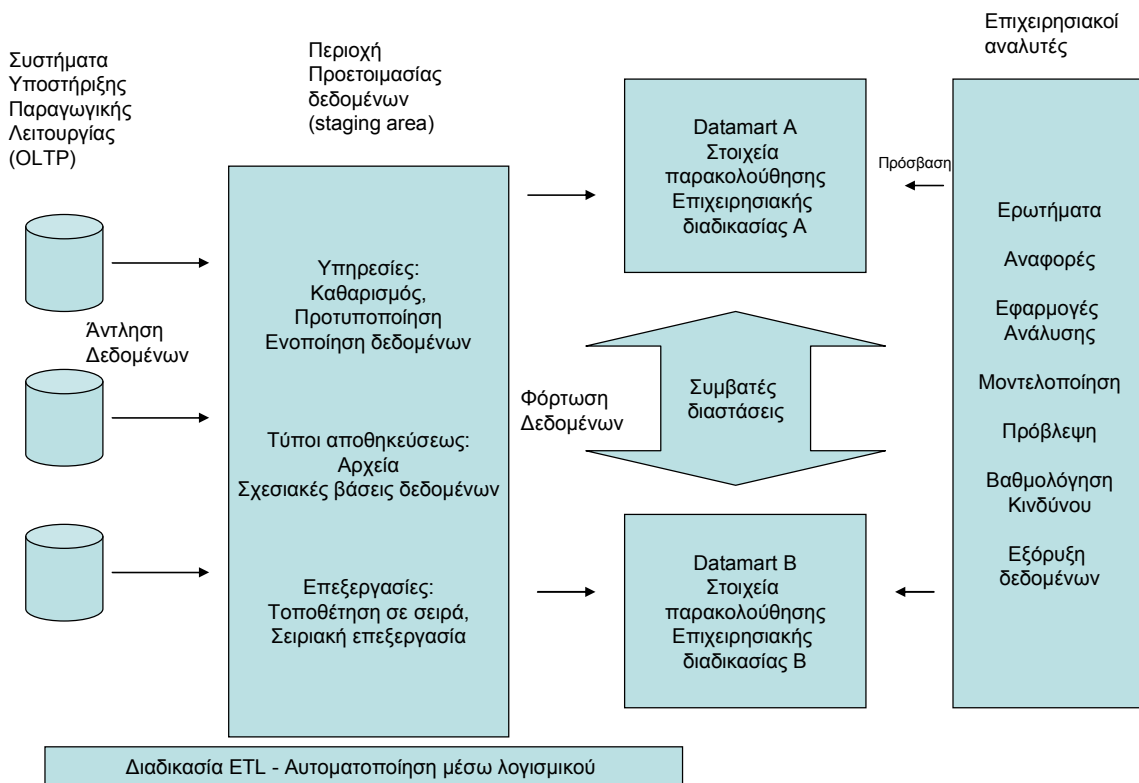 Συστήματα
Υποστήριξης
Παραγωγικής
Λειτουργίας
(OLTP)
Άντληση
Δεδομένων
Περιοχή
Προετοιμασίας
δεδομένων
(staging area)
Υπηρεσίες:
Καθαρισμός,
Προτυποποίηση
Ενοποίηση δεδομένων
Τύποι αποθηκεύσεως:
Αρχεία
Σχεσιακές βάσεις δεδομένων
Επεξεργασίες:
Τοποθέτηση σε σειρά,
Σειριακή επεξεργασία
Φόρτωση
Δεδομένων
Datamart A
Στοιχεία
παρακολούθησης
Επιχειρησιακής
διαδικασίας Α
Συμβατές
διαστάσεις
Datamart B
Στοιχεία
παρακολούθησης
Επιχειρησιακής
διαδικασίας Β
Πρόσβαση
Επιχειρησιακοί
αναλυτές
Ερωτήματα
Αναφορές
Εφαρμογές
Ανάλυσης
Μοντελοποίηση
Πρόβλεψη
Βαθμολόγηση
Κινδύνου
Εξόρυξη
δεδομένων
Διαδικασία ETL - Αυτοματοποίηση μέσω λογισμικού